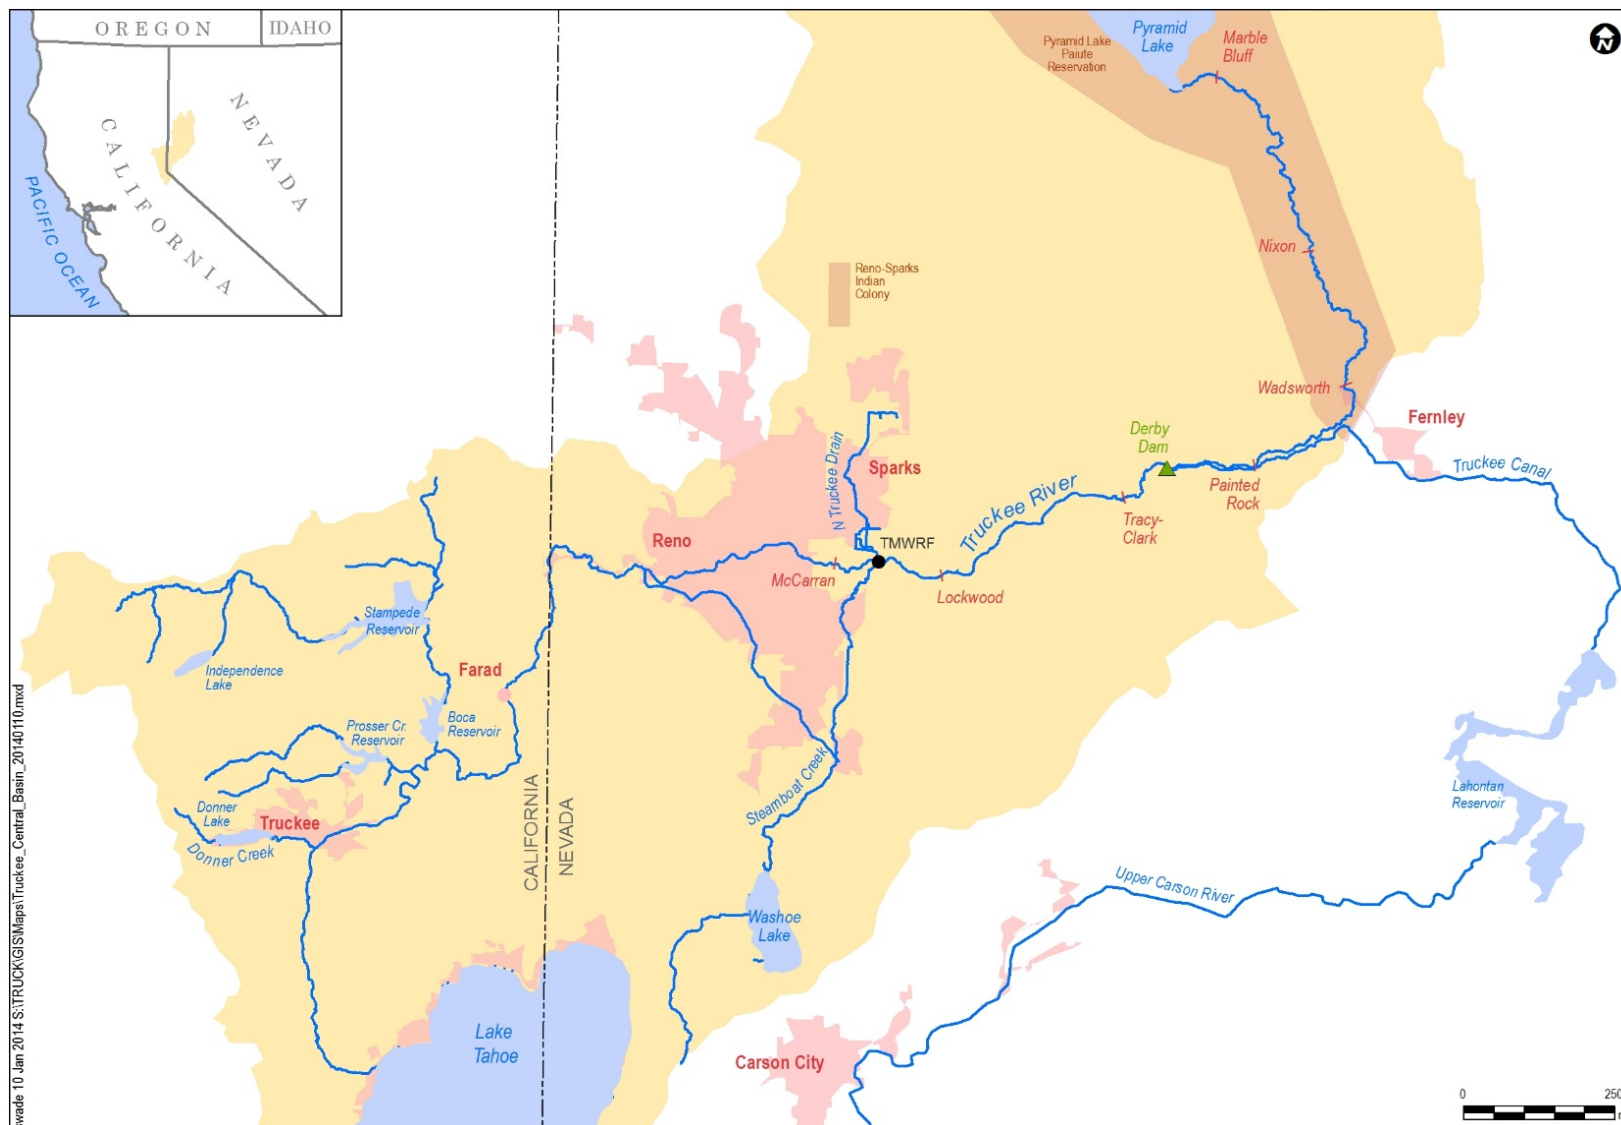 OREGON
IDAHO
NEVADA
CALIFORNIA
PACIFIC OCEAN
Pyramid
Lake
Marble
Bluff
Pyramid Lake
Paiute
Reservation
N
Nixon
Reno-Sparks
Indian
Colony
Wadsworth
Fernley
Derby
Dam
Truckee Canal
N Truckee Drain
Sparks
Painted
Rock
Truckee River
Tracy-
Clark
Reno
TMWRF
McCarran
Lockwood
Stampede
Reservoir
Independence
Lake
Farad
Boca
Reservoir
Prosser Cr.
Reservoir
Donner
Lake
Truckee
Donner Creek
CALIFORNIA
NEVADA
Steamboat Creek
Lahontan
Reservoir
Upper Carson River
Washoe
Lake
Lake
Tahoe
Carson City
0
250
swade 10 Jan 2014 S:\TRUCK\GIS\Maps\Truckee_Central_Basin_20140110.mxd